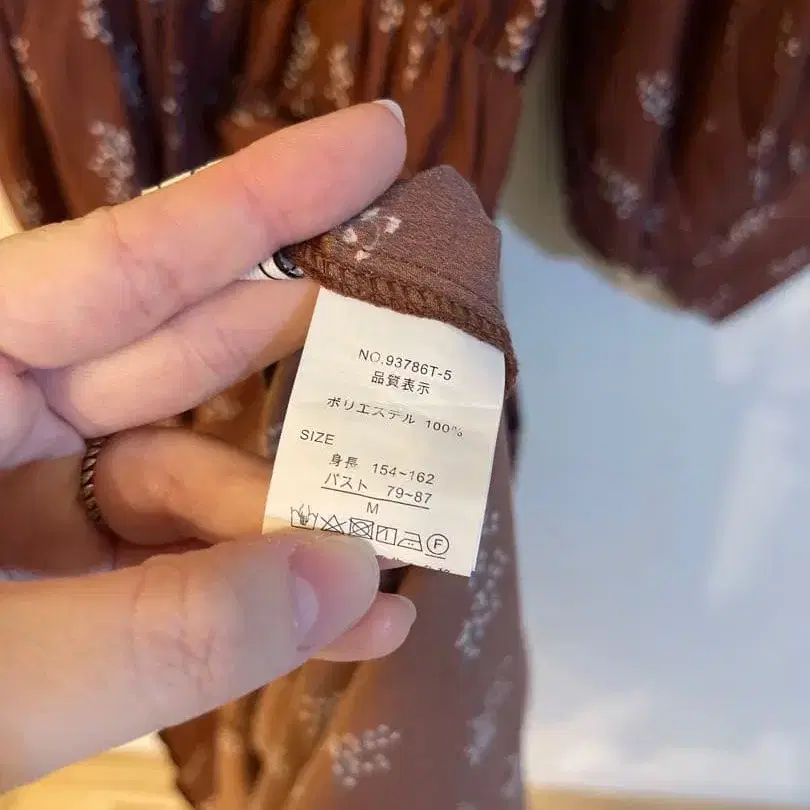 NO.93786T-5
品質表示
ポリエステル 100%
SIZE
身長 154~162
バスト 79~87
M
F